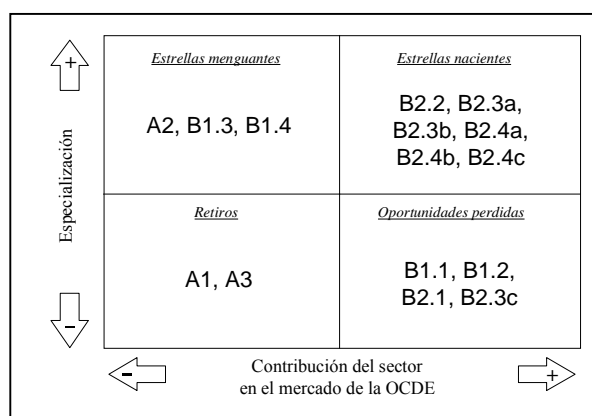 Estrellas menguantes
A2, B1.3, B1.4
Estrellas nacientes
B2.2, B2.3a,
B2.3b, B2.4a,
B2.4b, B2.4c
+
Especialización
-
Retiros
A1, A3
Oportunidades perdidas
B1.1, B1.2,
B2.1, B2.3c
-
Contribución del sector
en el mercado de la OCDE
+